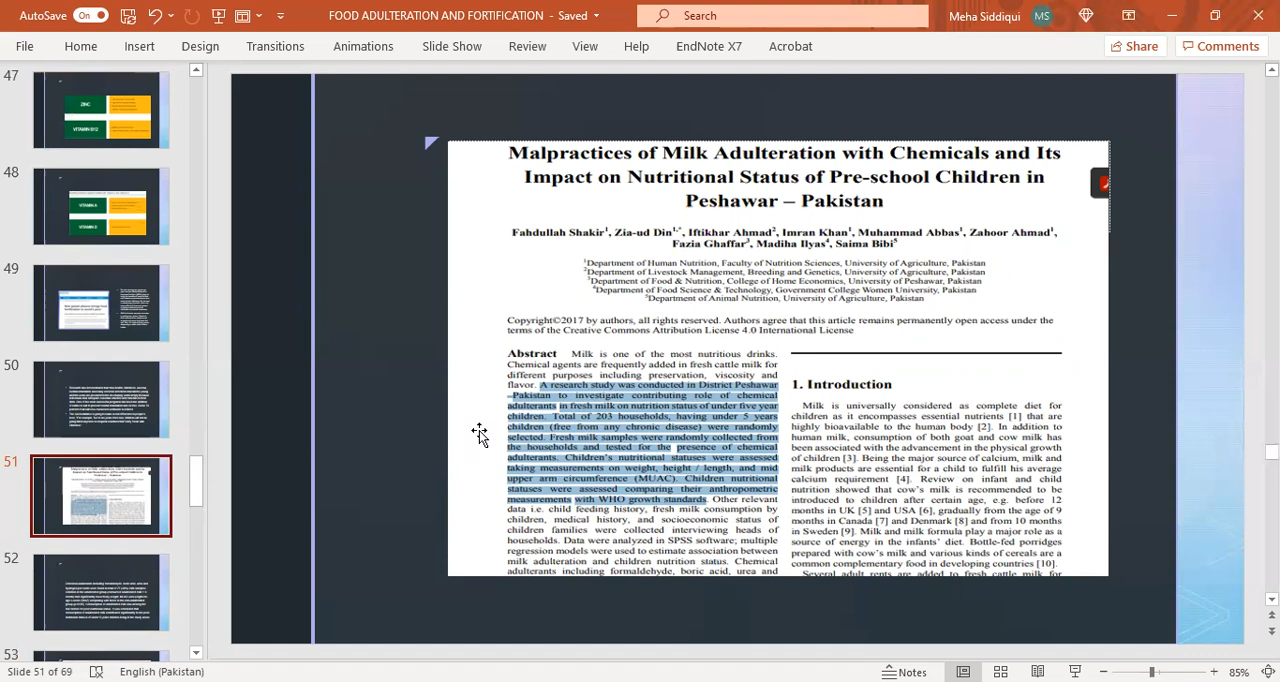 AutoSave On
FOOD ADULTERATION AND FORTIFICATION - Saved
Search
Meha Siddiqui MS
File Home Insert Design Transitions Animations Slide Show Review View Help EndNote X7 Acrobat Share Comments
47
ZINC
VITAMIN B12
48
VITAMIN A
VITAMIN D
49
50
51
52
53
Malpractices of Milk Adulteration with Chemicals and Its
Impact on Nutritional Status of Pre-school Children in
Peshawar – Pakistan
Fahdullah Shakir1, Zia-ud Din1,*, Iftikhar Ahmad2, Imran Khan1, Muhammad Abbas1, Zahoor Ahmad1,
Fazia Ghaffar3, Madiha Ilyas4, Saima Bibi5
1Department of Human Nutrition, Faculty of Nutrition Sciences, University of Agriculture, Pakistan
2Department of Livestock Management, Breeding and Genetics, University of Agriculture, Pakistan
3Department of Food & Nutrition, College of Home Economics, University of Peshawar, Pakistan
4Department of Food Science & Technology, Government College Women University, Pakistan
5Department of Animal Nutrition, University of Agriculture, Pakistan
Copyright©2017 by authors, all rights reserved. Authors agree that this article remains permanently open access under the
terms of the Creative Commons Attribution License 4.0 International License
Abstract Milk is one of the most nutritious drinks.
Chemical agents are frequently added in fresh cattle milk for
different purposes including preservation, viscosity and
flavor. A research study was conducted in District Peshawar
–Pakistan to investigate contributing role of chemical
adulterants in fresh milk on nutrition status of under five year
children. Total of 203 households, having under 5 years
children (free from any chronic disease) were randomly
selected. Fresh milk samples were randomly collected from
the households and tested for the presence of chemical
adulterants. Children's nutritional statuses were assessed
taking measurements on weight, height / length, and mid
upper arm circumference (MUAC). Children nutritional
statuses were assessed comparing their anthropometric
measurements with WHO growth standards. Other relevant
data i.e. child feeding history, fresh milk consumption by
children, medical history, and socioeconomic status of
children families were collected interviewing heads of
households. Data were analyzed in SPSS software; multiple
regression models were used to estimate association between
milk adulteration and children nutrition status. Chemical
adulterants including formaldehyde, boric acid, urea and
1. Introduction
Milk is universally considered as complete diet for
children as it encompasses essential nutrients [1] that are
highly bioavailable to the human body [2]. In addition to
human milk, consumption of both goat and cow milk has
been associated with the advancement in the physical growth
of children [3]. Being the major source of calcium, milk and
milk products are essential for a child to fulfill his average
calcium requirement [4]. Review on infant and child
nutrition showed that cow's milk is recommended to be
introduced to children after certain age, e.g. before 12
months in UK [5] and USA [6], gradually from the age of 9
months in Canada [7] and Denmark [8] and from 10 months
in Sweden [9]. Milk and milk formula play a major role as a
source of energy in the infants' diet. Bottle-fed porridges
prepared with cow's milk and various kinds of cereals are a
common complementary food in developing countries [10].
Several adult rents are added to fresh cattle milk for
Slide 51 of 69 English (Pakistan) Notes 85%